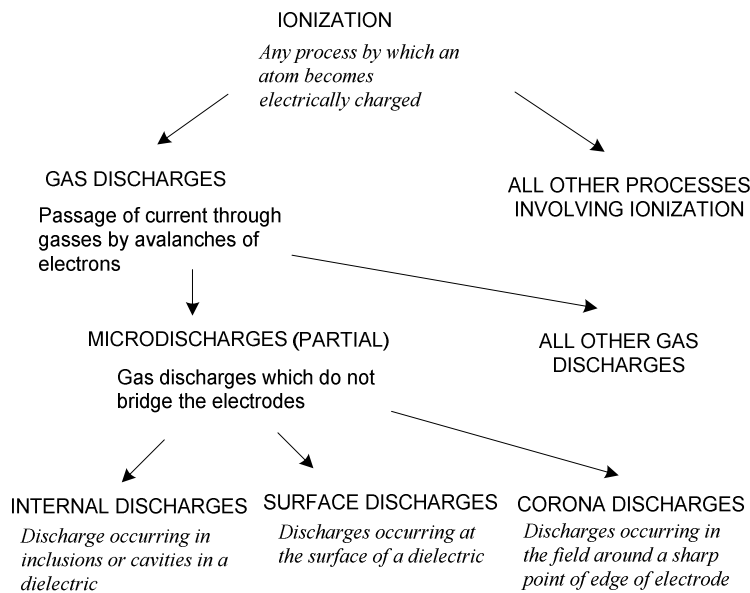 IONIZATION
Any process by which an
atom becomes
electrically charged
GAS DISCHARGES
Passage of current through
gasses by avalanches of
electrons
ALL OTHER PROCESSES
INVOLVING IONIZATION
MICRODISCHARGES (PARTIAL)
Gas discharges which do not
bridge the electrodes
ALL OTHER GAS
DISCHARGES
INTERNAL DISCHARGES
Discharge occurring in
inclusions or cavities in a
dielectric
SURFACE DISCHARGES
Discharges occurring at
the surface of a dielectric
CORONA DISCHARGES
Discharges occurring in
the field around a sharp
point of edge of electrode